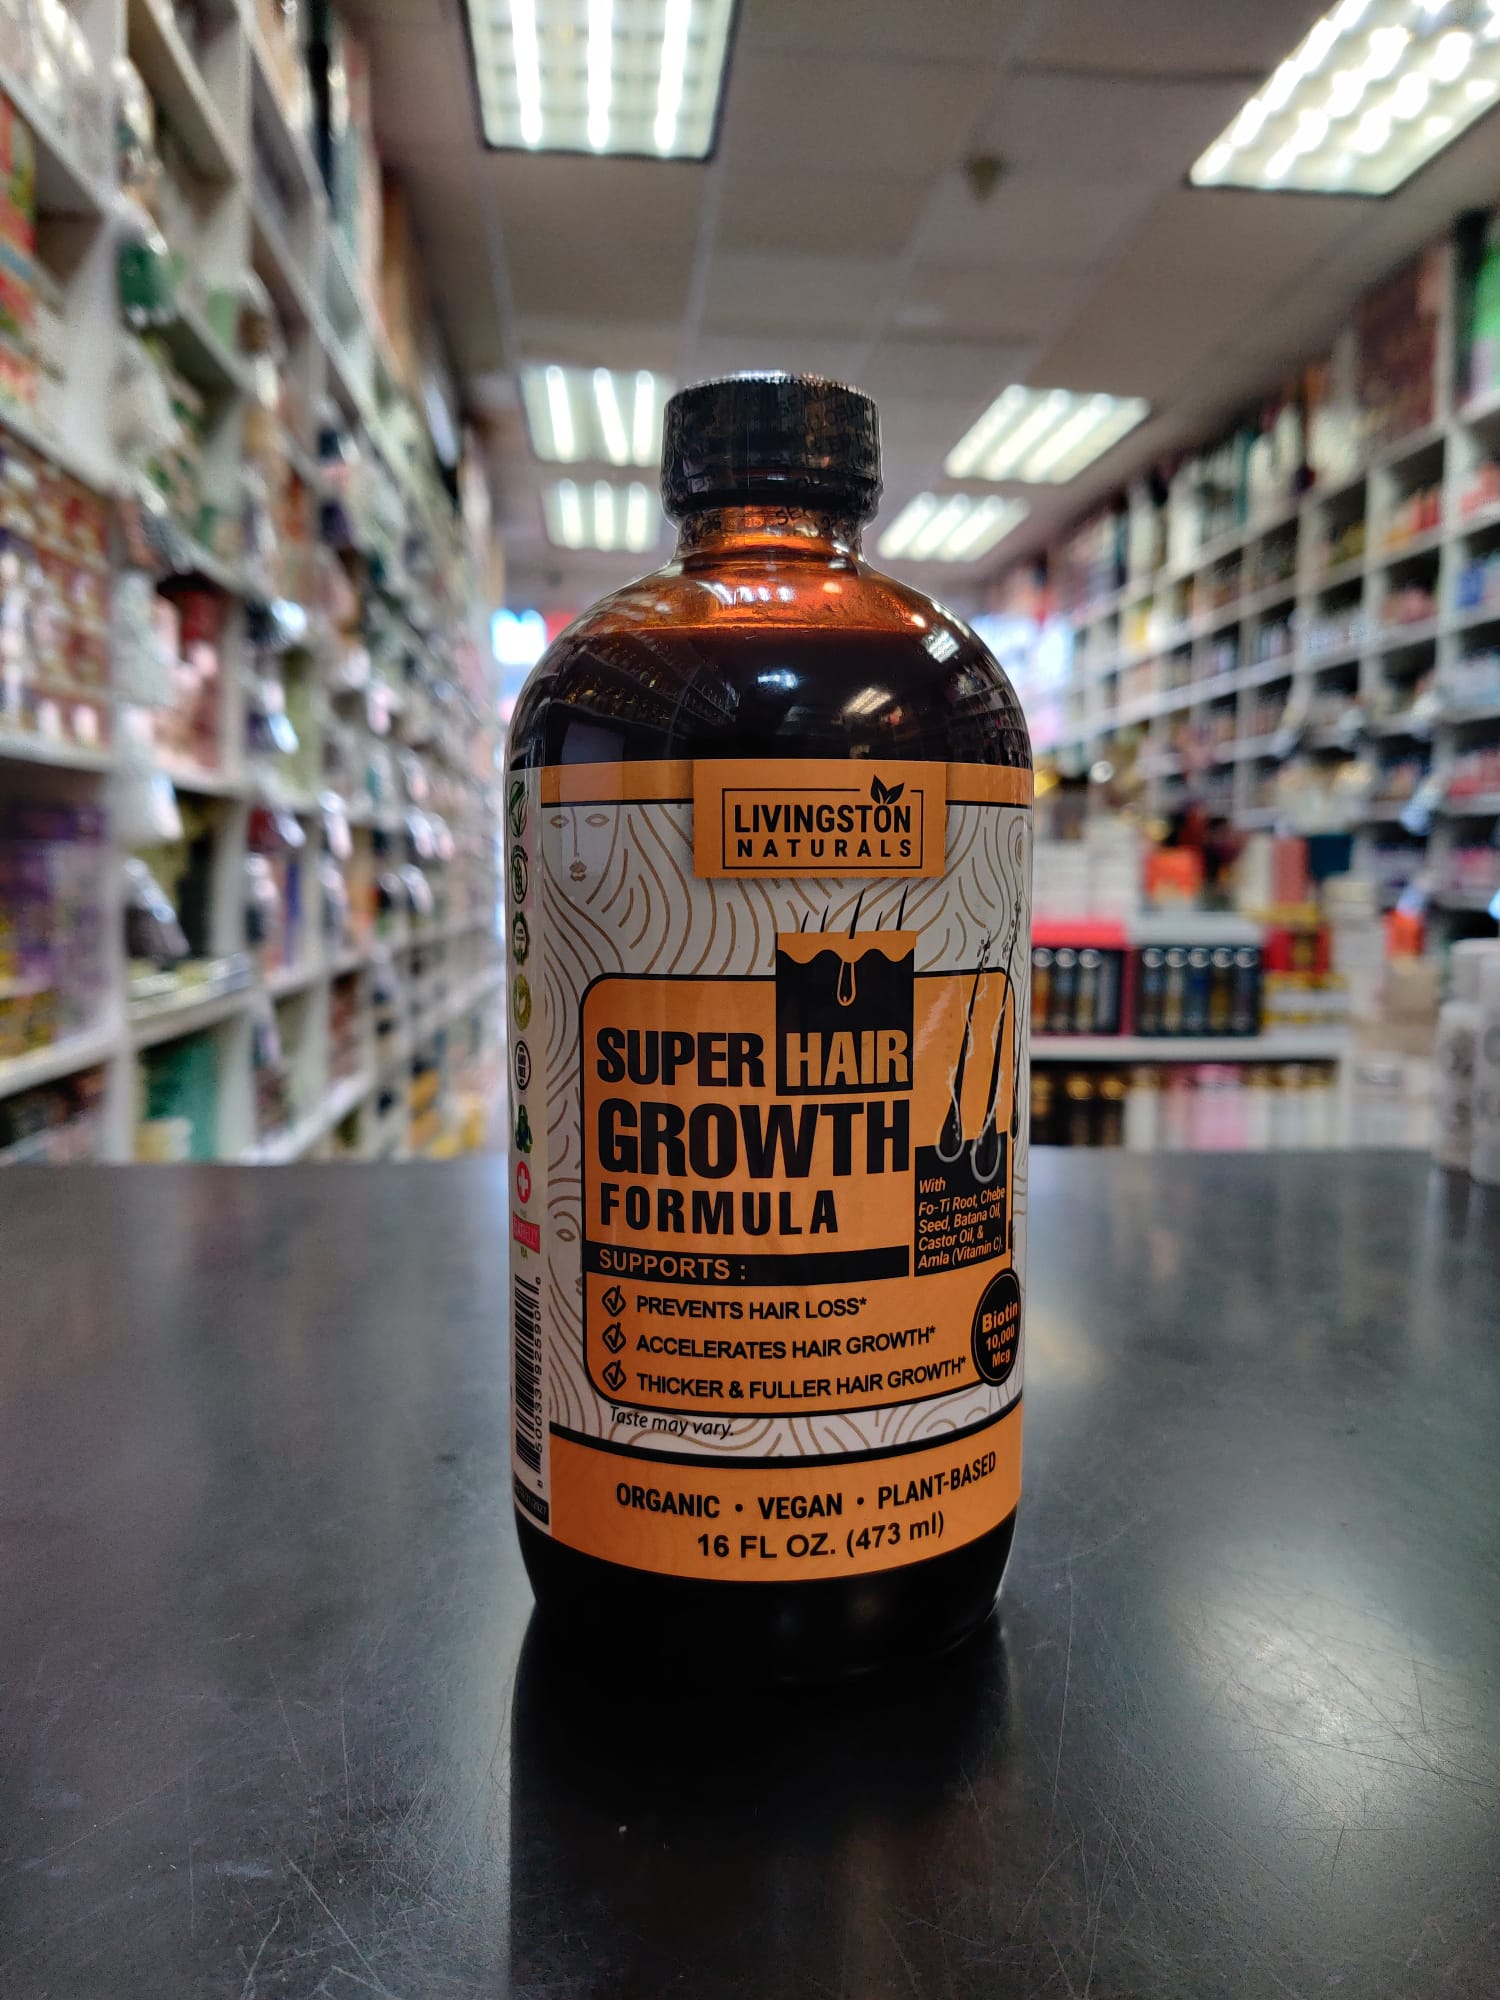 LIVINGSTON
NATURALS
SUPER HAIR
GROWTH
FORMULA
With
Fo-Ti Root, Chebe
Seed, Batana Oil,
Castor Oil, &
Amla (Vitamin C).
SUPPORTS :
PREVENTS HAIR LOSS*
ACCELERATES HAIR GROWTH*
THICKER & FULLER HAIR GROWTH*
Biotin
10,000
Mcg
Taste may vary.
ORGANIC • VEGAN • PLANT-BASED
16 FL OZ. (473 ml)